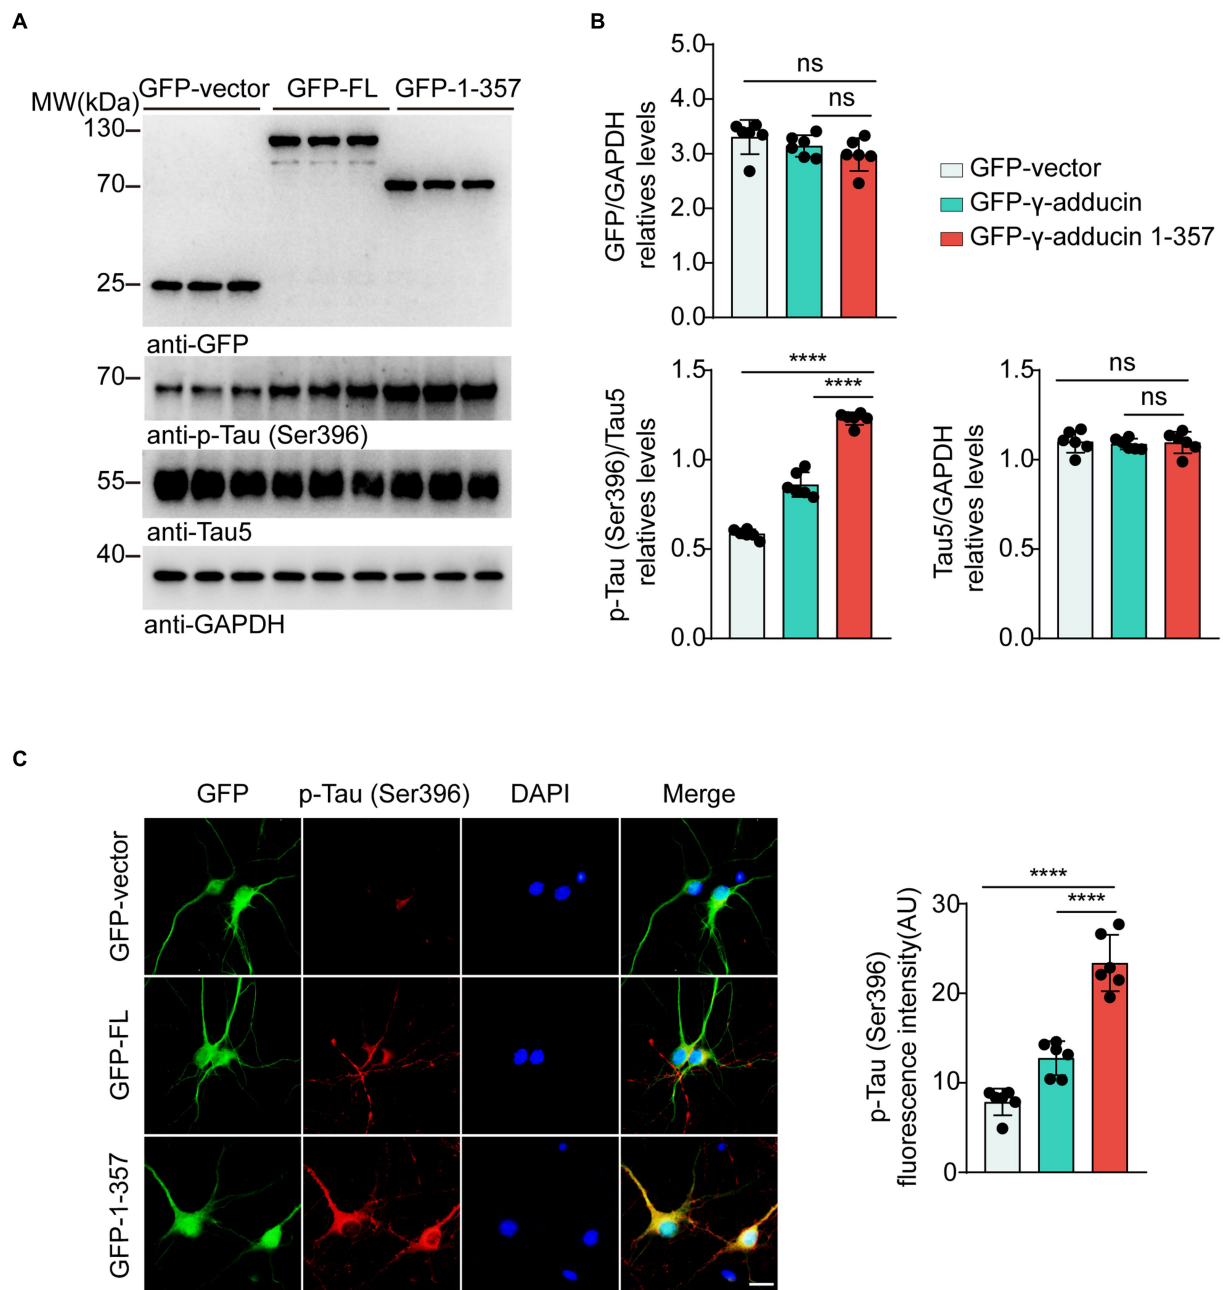 A
GFP-vector GFP-FL GFP-1-357
MW(kDa)
130
70
25
anti-GFP
70
anti-p-Tau (Ser396)
55
anti-Tau5
40
anti-GAPDH
B
GFP/GAPDH
relatives levels
5.0
4.0
3.0
2.0
1.0
0.0
ns
ns
GFP-vector
GFP-γ-adducin
GFP-γ-adducin 1-357
p-Tau (Ser396)/Tau5
relatives levels
1.5
1.0
0.5
0.0
****
****
Tau5/GAPDH
relatives levels
1.5
1.0
0.5
0.0
ns
ns
C
GFP p-Tau (Ser396) DAPI Merge
GFP-vector
GFP-FL
GFP-1-357
p-Tau (Ser396)
fluorescence intensity(AU)
30
20
10
0
****
****